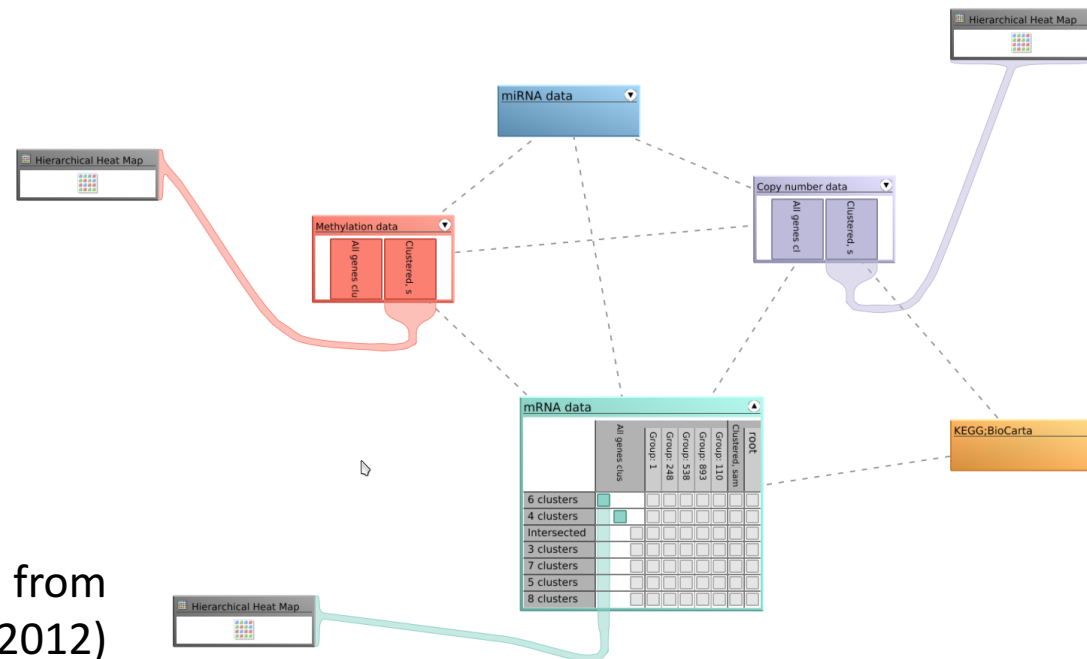 Hierarchical Heat Map
miRNA data
Hierarchical Heat Map
Copy number data
All genes cl
Clustered, s
Methylation data
All genes clu
Clustered, s
mRNA data
All genes clus
Group: 1
Group: 248
Group: 538
Group: 893
Group: 110
Clustered, sam
root
KEGG;BioCarta
6 clusters
4 clusters
Intersected
3 clusters
7 clusters
5 clusters
8 clusters
from
2012)
Hierarchical Heat Map